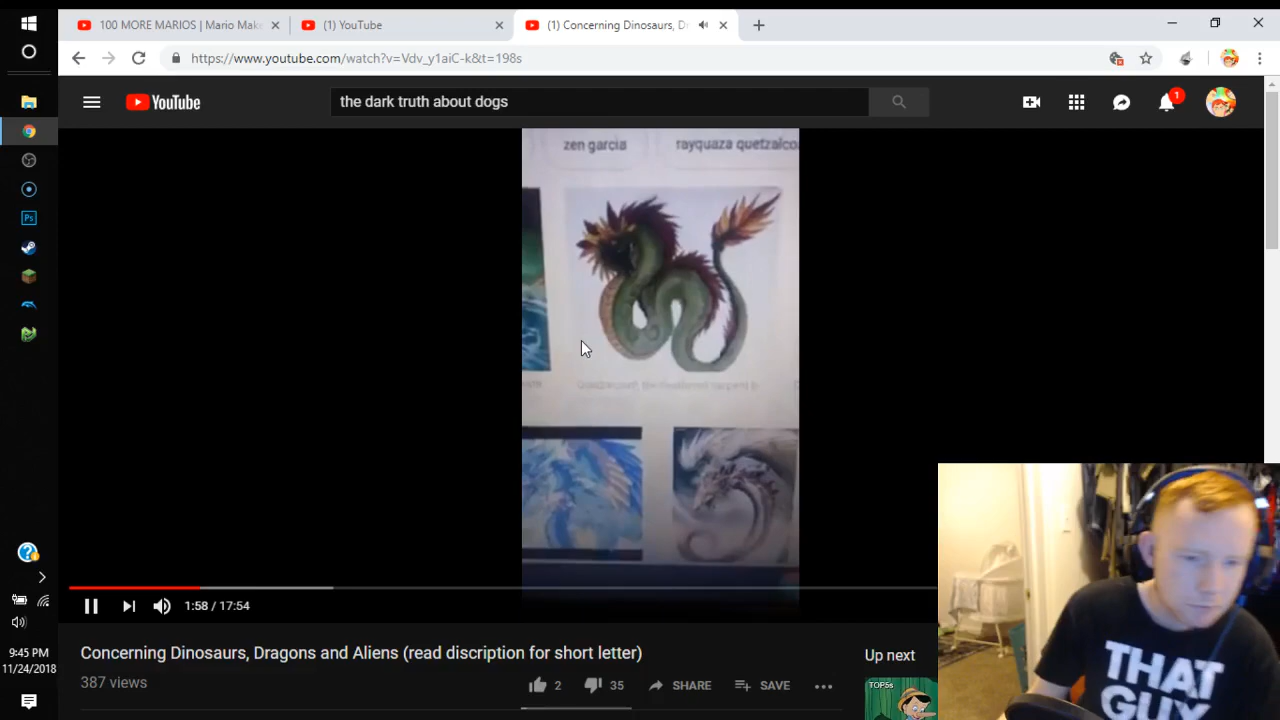 100 MORE MARIOS | Mario Mak
(1) YouTube
(1) Concerning Dinosaurs, D
https://www.youtube.com/watch?v=Vdv_y1aiC-k&t=198s
YouTube
the dark truth about dogs
1
zen garcia
rayquaza quetzalco
Ps
1:58 / 17:54
Concerning Dinosaurs, Dragons and Aliens (read discription for short letter)
387 views
2
35
SHARE
SAVE
Up next
TOP5s
THAT
GUY
9:45 PM
11/24/2018